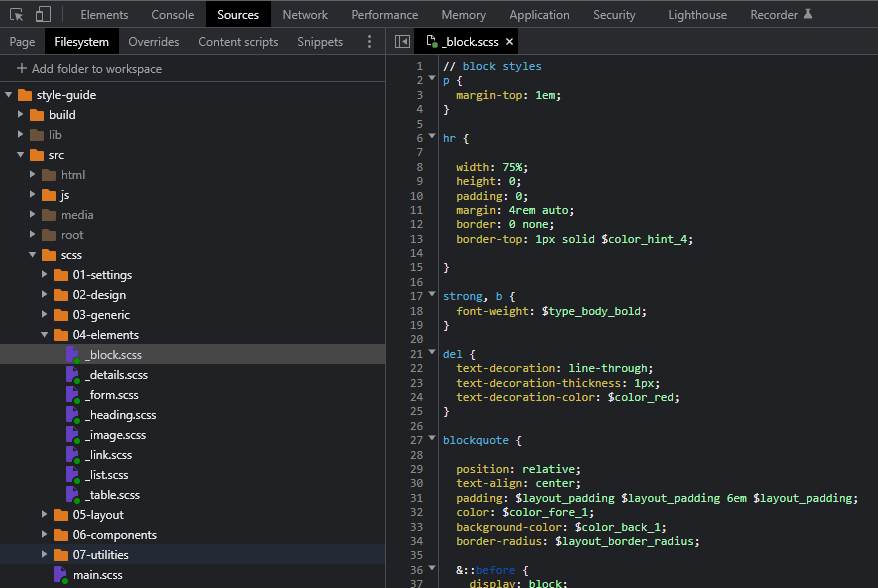 Elements Console Sources Network Performance Memory Application Security Lighthouse Recorder
Page Filesystem Overrides Content scripts Snippets
_block.scss ×
+ Add folder to workspace
style-guide
build
lib
src
html
js
media
root
scss
01-settings
02-design
03-generic
04-elements
_block.scss
_details.scss
_form.scss
_heading.scss
_image.scss
_link.scss
_list.scss
_table.scss
05-layout
06-components
07-utilities
main.scss
1 // block styles
2 p {
3 margin-top: 1em;
4 }
5
6 hr {
7
8 width: 75%;
9 height: 0;
10 padding: 0;
11 margin: 4rem auto;
12 border: 0 none;
13 border-top: 1px solid $color_hint_4;
14
15 }
16
17 strong, b {
18 font-weight: $type_body_bold;
19 }
20
21 del {
22 text-decoration: line-through;
23 text-decoration-thickness: 1px;
24 text-decoration-color: $color_red;
25 }
26
27 blockquote {
28
29 position: relative;
30 text-align: center;
31 padding: $layout_padding $layout_padding 6em $layout_padding;
32 color: $color_fore_1;
33 background-color: $color_back_1;
34 border-radius: $layout_border_radius;
35
36 &::before {
37 display: block;